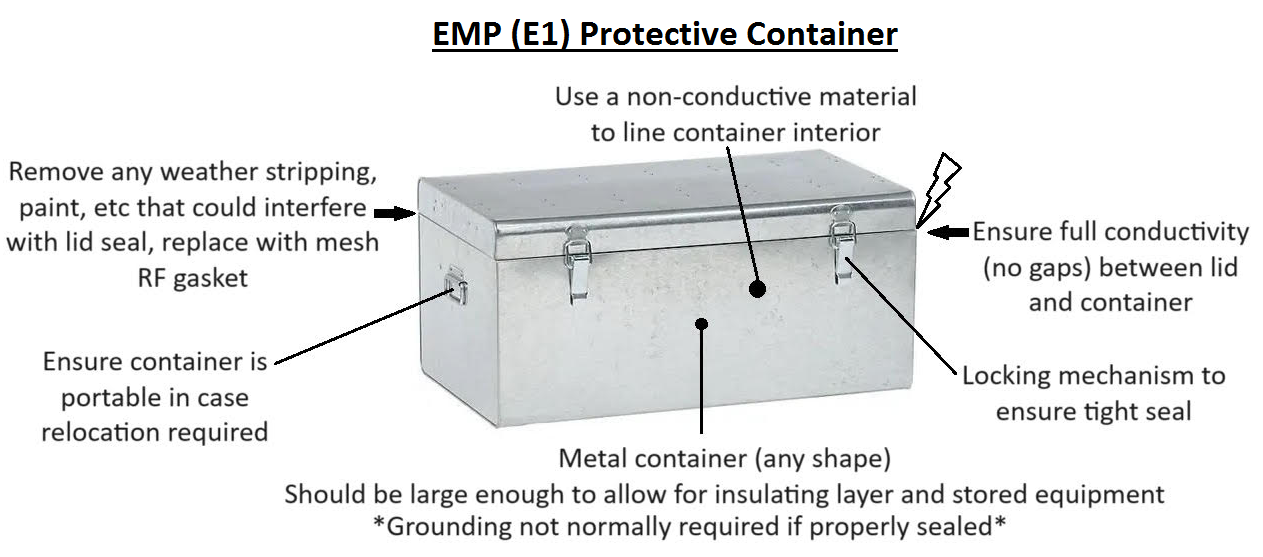 EMP (E1) Protective Container
Use a non-conductive material
to line container interior
Remove any weather stripping,
paint, etc that could interfere
with lid seal, replace with mesh
RF gasket
Ensure full conductivity
(no gaps) between lid
and container
Ensure container is
portable in case
relocation required
Locking mechanism to
ensure tight seal
Metal container (any shape)
Should be large enough to allow for insulating layer and stored equipment
*Grounding not normally required if properly sealed*